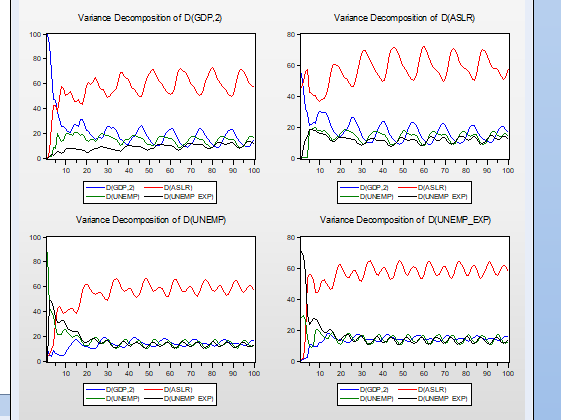 Variance Decomposition of D(GDP,2)
100
80
60
40
20
0
10 20 30 40 50 60 70 80 90 100
D(GDP,2) D(ASLR)
D(UNEMP) D(UNEMP_EXP)
Variance Decomposition of D(ASLR)
80
60
40
20
0
10 20 30 40 50 60 70 80 90 100
D(GDP,2) D(ASLR)
D(UNEMP) D(UNEMP_EXP)
Variance Decomposition of D(UNEMP)
100
80
60
40
20
0
10 20 30 40 50 60 70 80 90 100
D(GDP,2) D(ASLR)
D(UNEMP) D(UNEMP_EXP)
Variance Decomposition of D(UNEMP_EXP)
80
60
40
20
0
10 20 30 40 50 60 70 80 90 100
D(GDP,2) D(ASLR)
D(UNEMP) D(UNEMP_EXP)